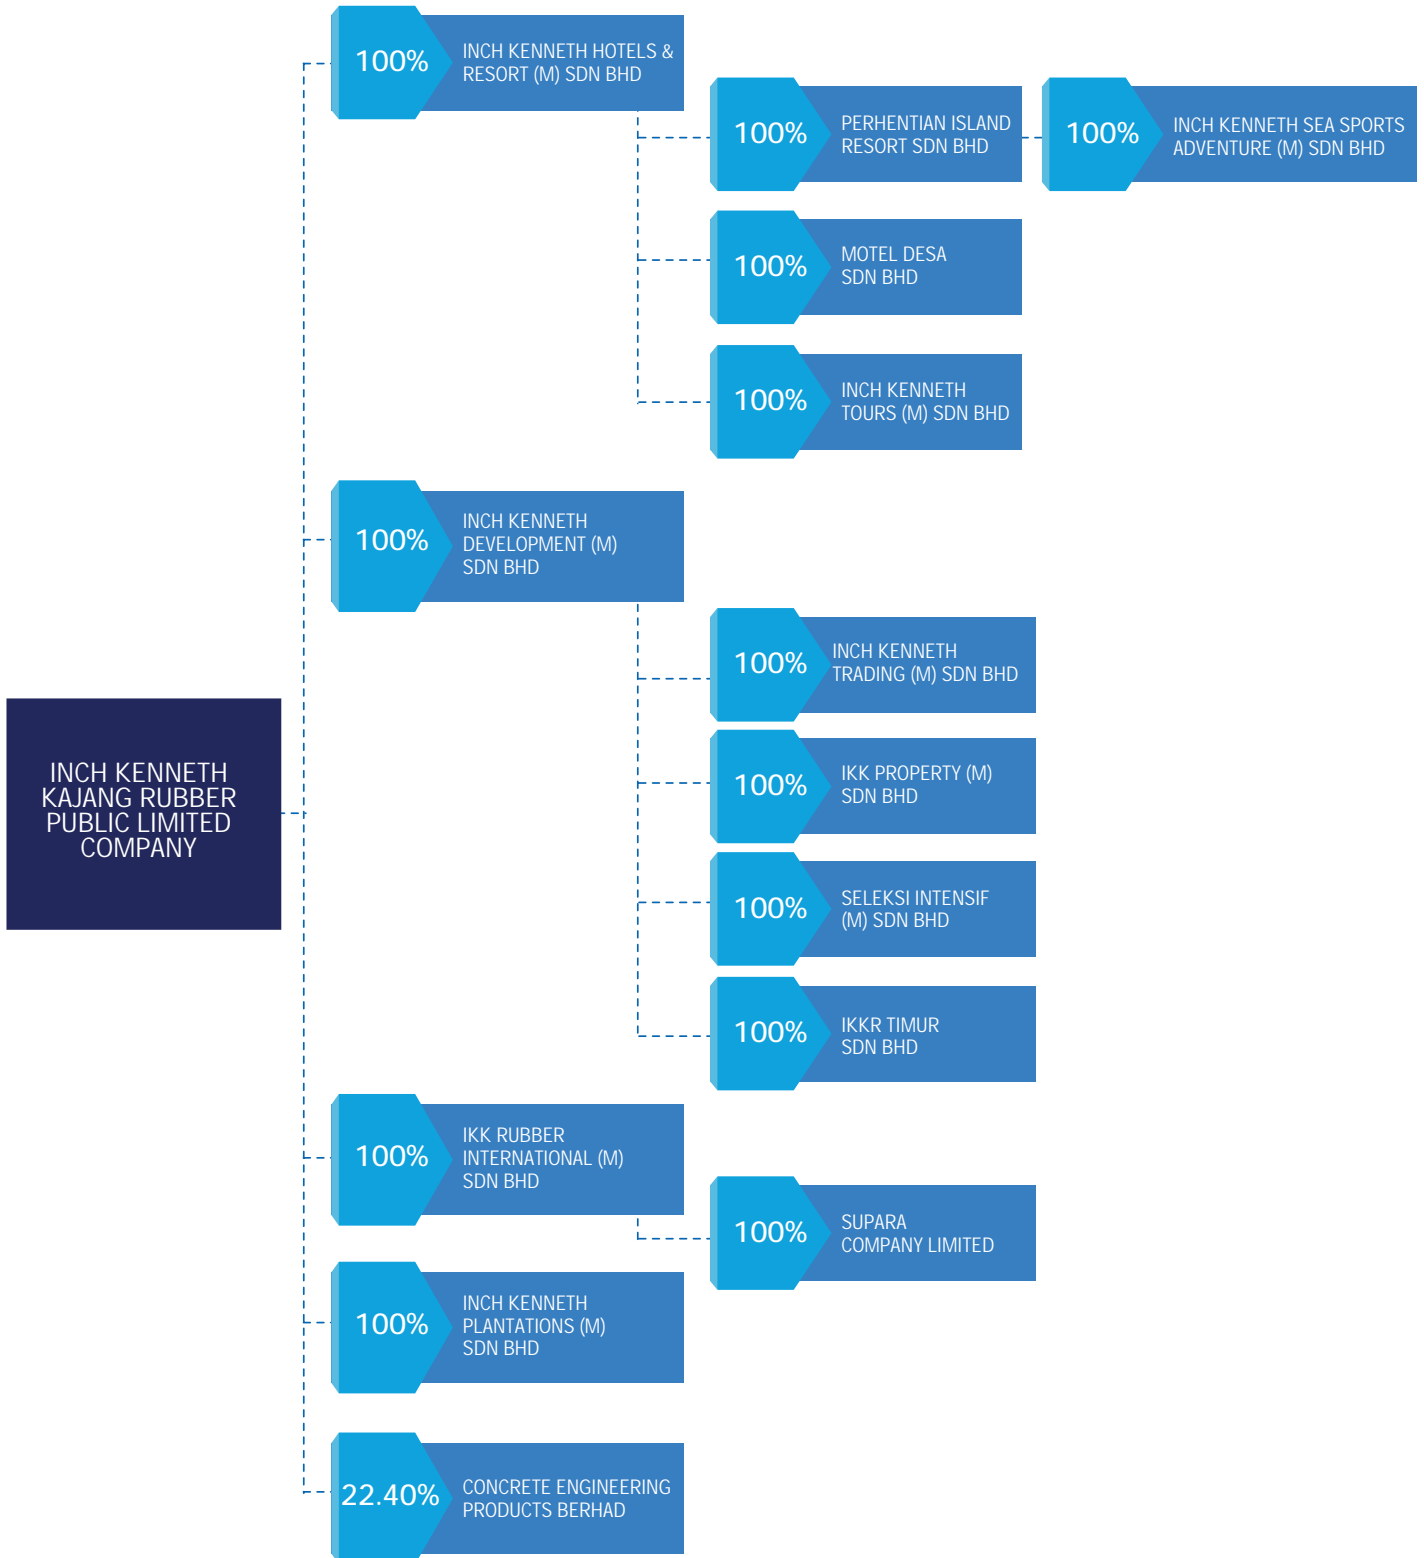 100%
INCH KENNETH HOTELS &
RESORT (M) SDN BHD
100%
PERHENTIAN ISLAND
RESORT SDN BHD
100%
INCH KENNETH SEA SPORTS
ADVENTURE (M) SDN BHD
100%
MOTEL DESA
SDN BHD
100%
INCH KENNETH
TOURS (M) SDN BHD
100%
INCH KENNETH
DEVELOPMENT (M)
SDN BHD
100%
INCH KENNETH
TRADING (M) SDN BHD
INCH KENNETH
KAJANG RUBBER
PUBLIC LIMITED
COMPANY
100%
IKK PROPERTY (M)
SDN BHD
100%
SELEKSI INTENSIF
(M) SDN BHD
100%
IKKR TIMUR
SDN BHD
100%
IKK RUBBER
INTERNATIONAL (M)
SDN BHD
100%
SUPARA
COMPANY LIMITED
100%
INCH KENNETH
PLANTATIONS (M)
SDN BHD
22.40%
CONCRETE ENGINEERING
PRODUCTS BERHAD